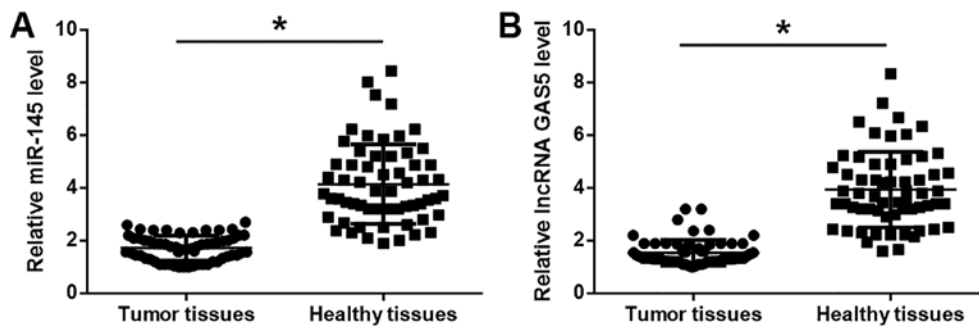 A
Relative miR-145 level
10
8
6
4
2
0
*
Tumor tissues
Healthy tissues
B
Relative lncRNA GAS5 level
10
8
6
4
2
0
*
Tumor tissues
Healthy tissues